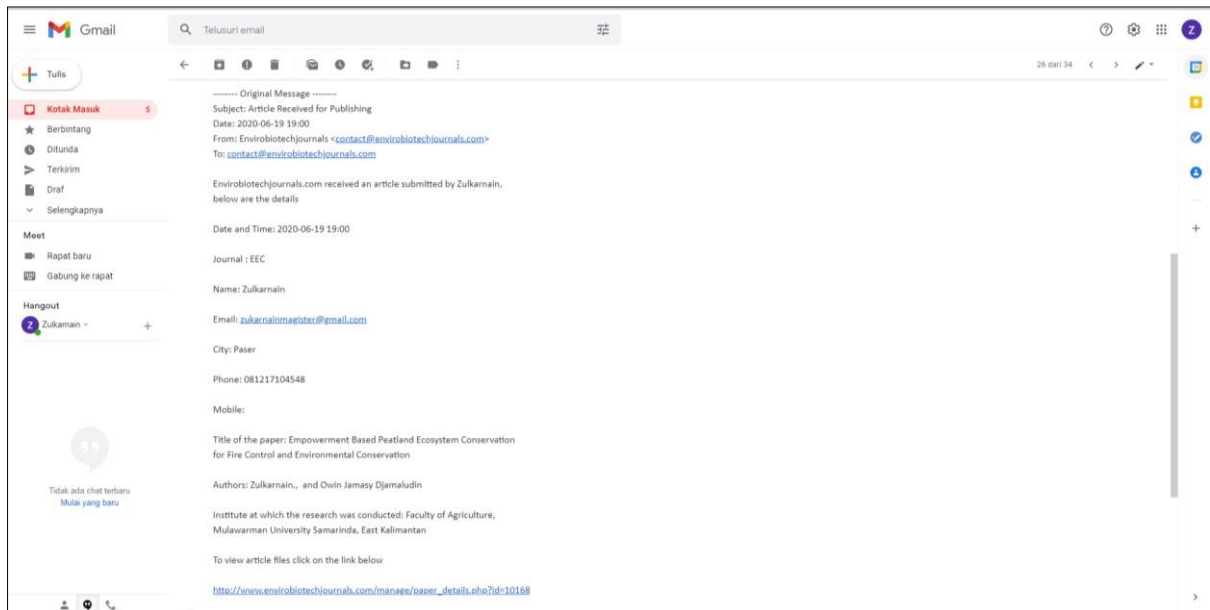 Gmail
Telusuri email
Z
Tulis
26 dari 34
Kotak Masuk 5
Berbintang
Ditunda
Terkirim
Draf
Selengkapnya
Meet
Rapat baru
Gabung ke rapat
Hangout
Z Zulkarnain
Tidak ada chat terbaru
Mulai yang baru
-------- Original Message --------
Subject: Article Received for Publishing
Date: 2020-06-19 19:00
From: Envirobiotechjournals <contact@envirobiotechjournals.com>
To: contact@envirobiotechjournals.com
Envirobiotechjournals.com received an article submitted by Zulkarnain,
below are the details
Date and Time: 2020-06-19 19:00
Journal : EEC
Name: Zulkarnain
Email: zukarnainmagister@gmail.com
City: Paser
Phone: 081217104548
Mobile:
Title of the paper: Empowerment Based Peatland Ecosystem Conservation
for Fire Control and Environmental Conservation
Authors: Zulkarnain., and Owin Jamasy Djamaludin
Institute at which the research was conducted: Faculty of Agriculture,
Mulawarman University Samarinda, East Kalimantan
To view article files click on the link below
http://www.envirobiotechjournals.com/manage/paper_details.php?id=10168